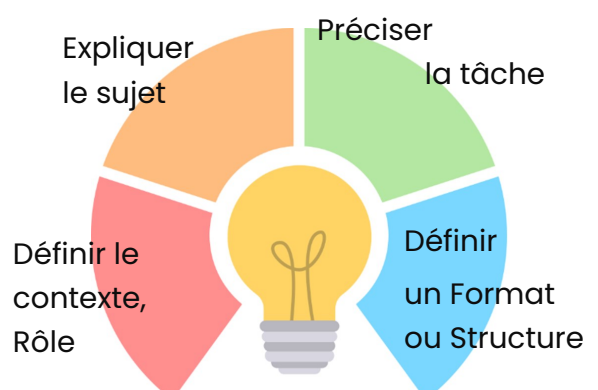 Expliquer
le sujet
Préciser
la tâche
Définir le
contexte,
Rôle
Définir
un Format
ou Structure